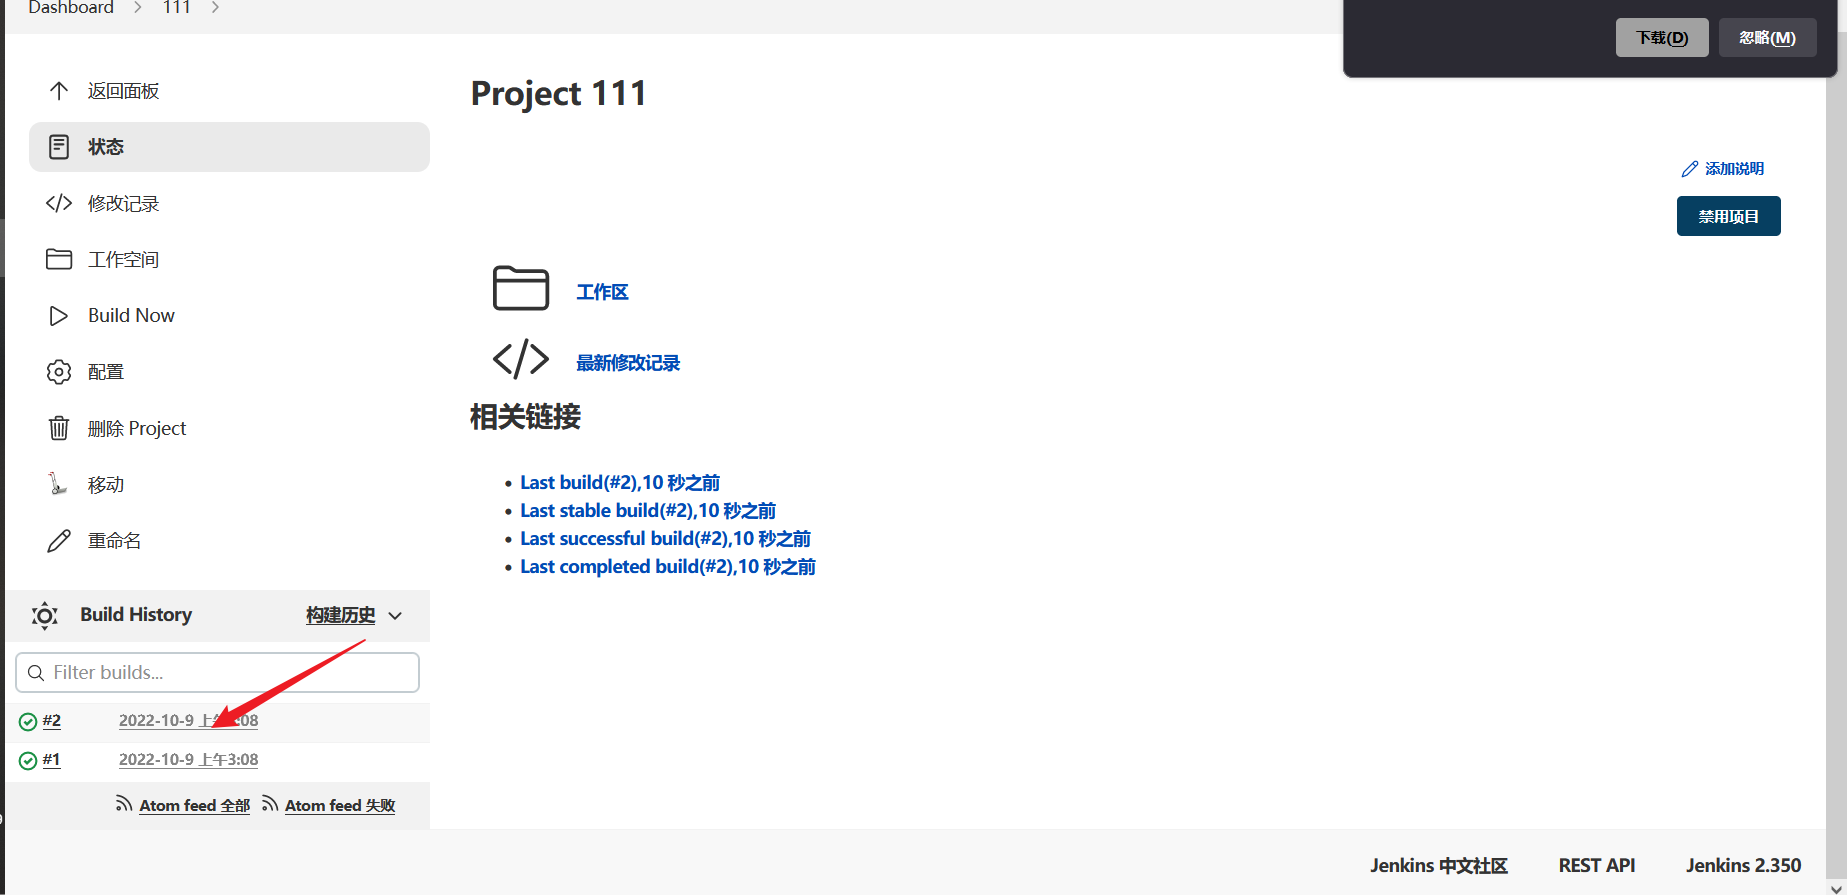 Dashboard > 111 >
下载(D) 忽略(M)
返回面板
状态
修改记录
工作空间
Build Now
配置
删除 Project
移动
重命名
Project 111
添加说明
禁用项目
工作区
最新修改记录
相关链接
Last build(#2),10 秒之前
Last stable build(#2),10 秒之前
Last successful build(#2),10 秒之前
Last completed build(#2),10 秒之前
Build History 构建历史
Filter builds...
#2 2022-10-9 :08
#1 2022-10-9 上午3:08
Atom feed 全部 Atom feed 失败
Jenkins 中文社区 REST API Jenkins 2.350